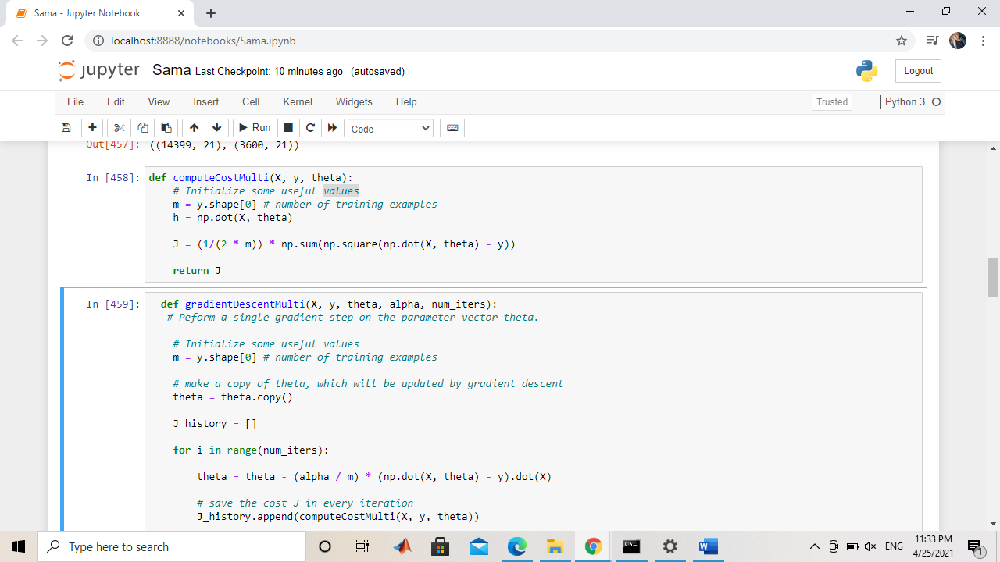 Sama - Jupyter Notebook
localhost:8888/notebooks/Sama.ipynb
jupyter Sama Last Checkpoint: 10 minutes ago (autosaved)
Logout
File Edit View Insert Cell Kernel Widgets Help
Trusted Python 3
Run Code
Out[457]: ((14399, 21), (3600, 21))
In [458]: def computeCostMulti(X, y, theta):
# Initialize some useful values
m = y.shape[0] # number of training examples
h = np.dot(X, theta)
J = (1/(2 * m)) * np.sum(np.square(np.dot(X, theta) - y))
return J
In [459]: def gradientDescentMulti(X, y, theta, alpha, num_iters):
# Peform a single gradient step on the parameter vector theta.
# Initialize some useful values
m = y.shape[0] # number of training examples
# make a copy of theta, which will be updated by gradient descent
theta = theta.copy()
J_history = []
for i in range(num_iters):
theta = theta - (alpha / m) * (np.dot(X, theta) - y).dot(X)
# save the cost J in every iteration
J_history.append(computeCostMulti(X, y, theta))
Type here to search
ENG
11:33 PM
4/25/2021
1